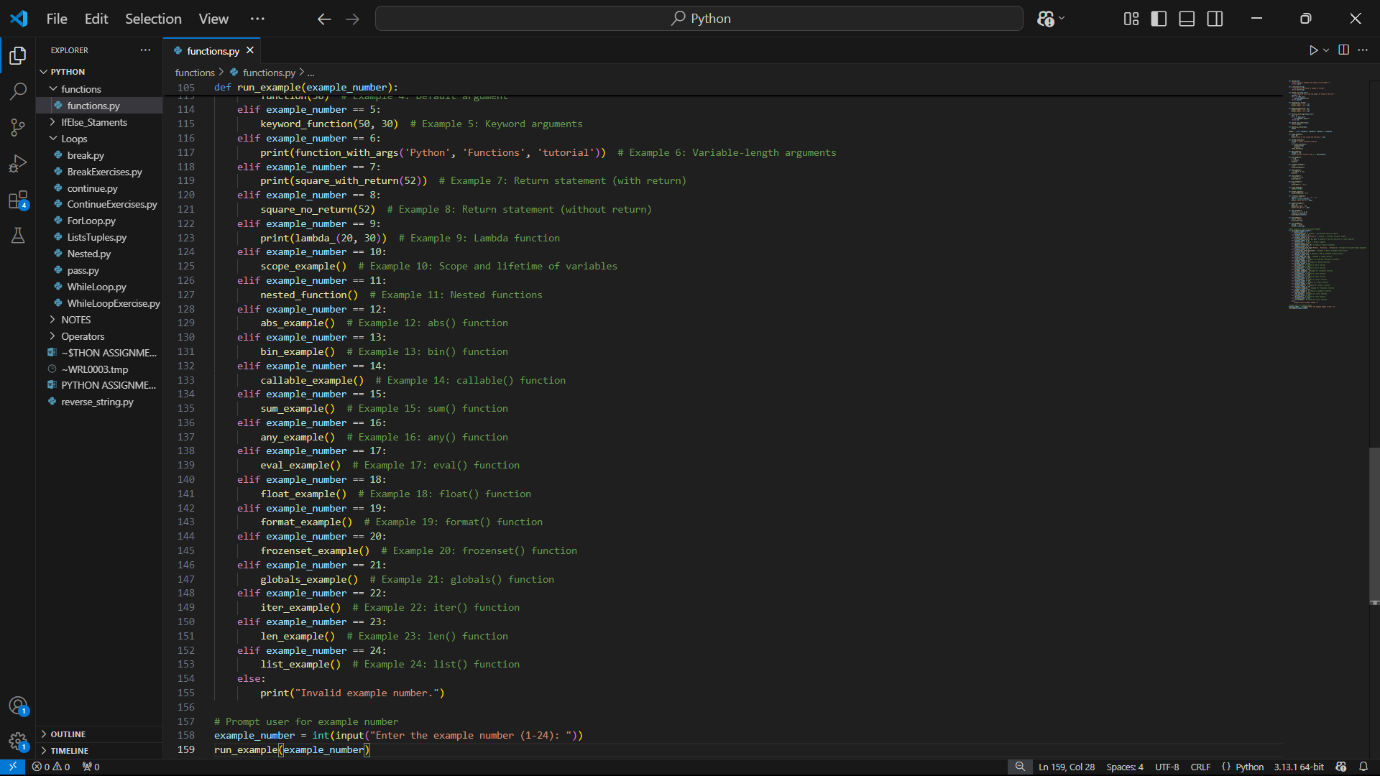 File Edit Selection View ···
Python
EXPLORER
PYTHON
functions
functions.py
IfElse_Staments
Loops
break.py
BreakExercises.py
continue.py
ContinueExercises.py
ForLoop.py
ListsTuples.py
Nested.py
pass.py
WhileLoop.py
WhileLoopExercise.py
NOTES
Operators
~$THON ASSIGNME...
~WRL0003.tmp
PYTHON ASSIGNME...
reverse_string.py
OUTLINE
TIMELINE
4
1
1
functions.py
functions > functions.py > ...
105 def run_example(example_number):
113 function(50) # Example 4: Default argument
114 elif example_number == 5:
115 keyword_function(50, 30) # Example 5: Keyword arguments
116 elif example_number == 6:
117 print(function_with_args('Python', 'Functions', 'tutorial')) # Example 6: Variable-length arguments
118 elif example_number == 7:
119 print(square_with_return(52)) # Example 7: Return statement (with return)
120 elif example_number == 8:
121 square_no_return(52) # Example 8: Return statement (without return)
122 elif example_number == 9:
123 print(lambda_(20, 30)) # Example 9: Lambda function
124 elif example_number == 10:
125 scope_example() # Example 10: Scope and lifetime of variables
126 elif example_number == 11:
127 nested_function() # Example 11: Nested functions
128 elif example_number == 12:
129 abs_example() # Example 12: abs() function
130 elif example_number == 13:
131 bin_example() # Example 13: bin() function
132 elif example_number == 14:
133 callable_example() # Example 14: callable() function
134 elif example_number == 15:
135 sum_example() # Example 15: sum() function
136 elif example_number == 16:
137 any_example() # Example 16: any() function
138 elif example_number == 17:
139 eval_example() # Example 17: eval() function
140 elif example_number == 18:
141 float_example() # Example 18: float() function
142 elif example_number == 19:
143 format_example() # Example 19: format() function
144 elif example_number == 20:
145 frozenset_example() # Example 20: frozenset() function
146 elif example_number == 21:
147 globals_example() # Example 21: globals() function
148 elif example_number == 22:
149 iter_example() # Example 22: iter() function
150 elif example_number == 23:
151 len_example() # Example 23: len() function
152 elif example_number == 24:
153 list_example() # Example 24: list() function
154 else:
155 print("Invalid example number.")
156
157 # Prompt user for example number
158 example_number = int(input("Enter the example number (1-24): "))
159 run_example(example_number)
0 0 0 Ln 159, Col 28 Spaces: 4 UTF-8 CRLF {} Python 3.13.1 64-bit